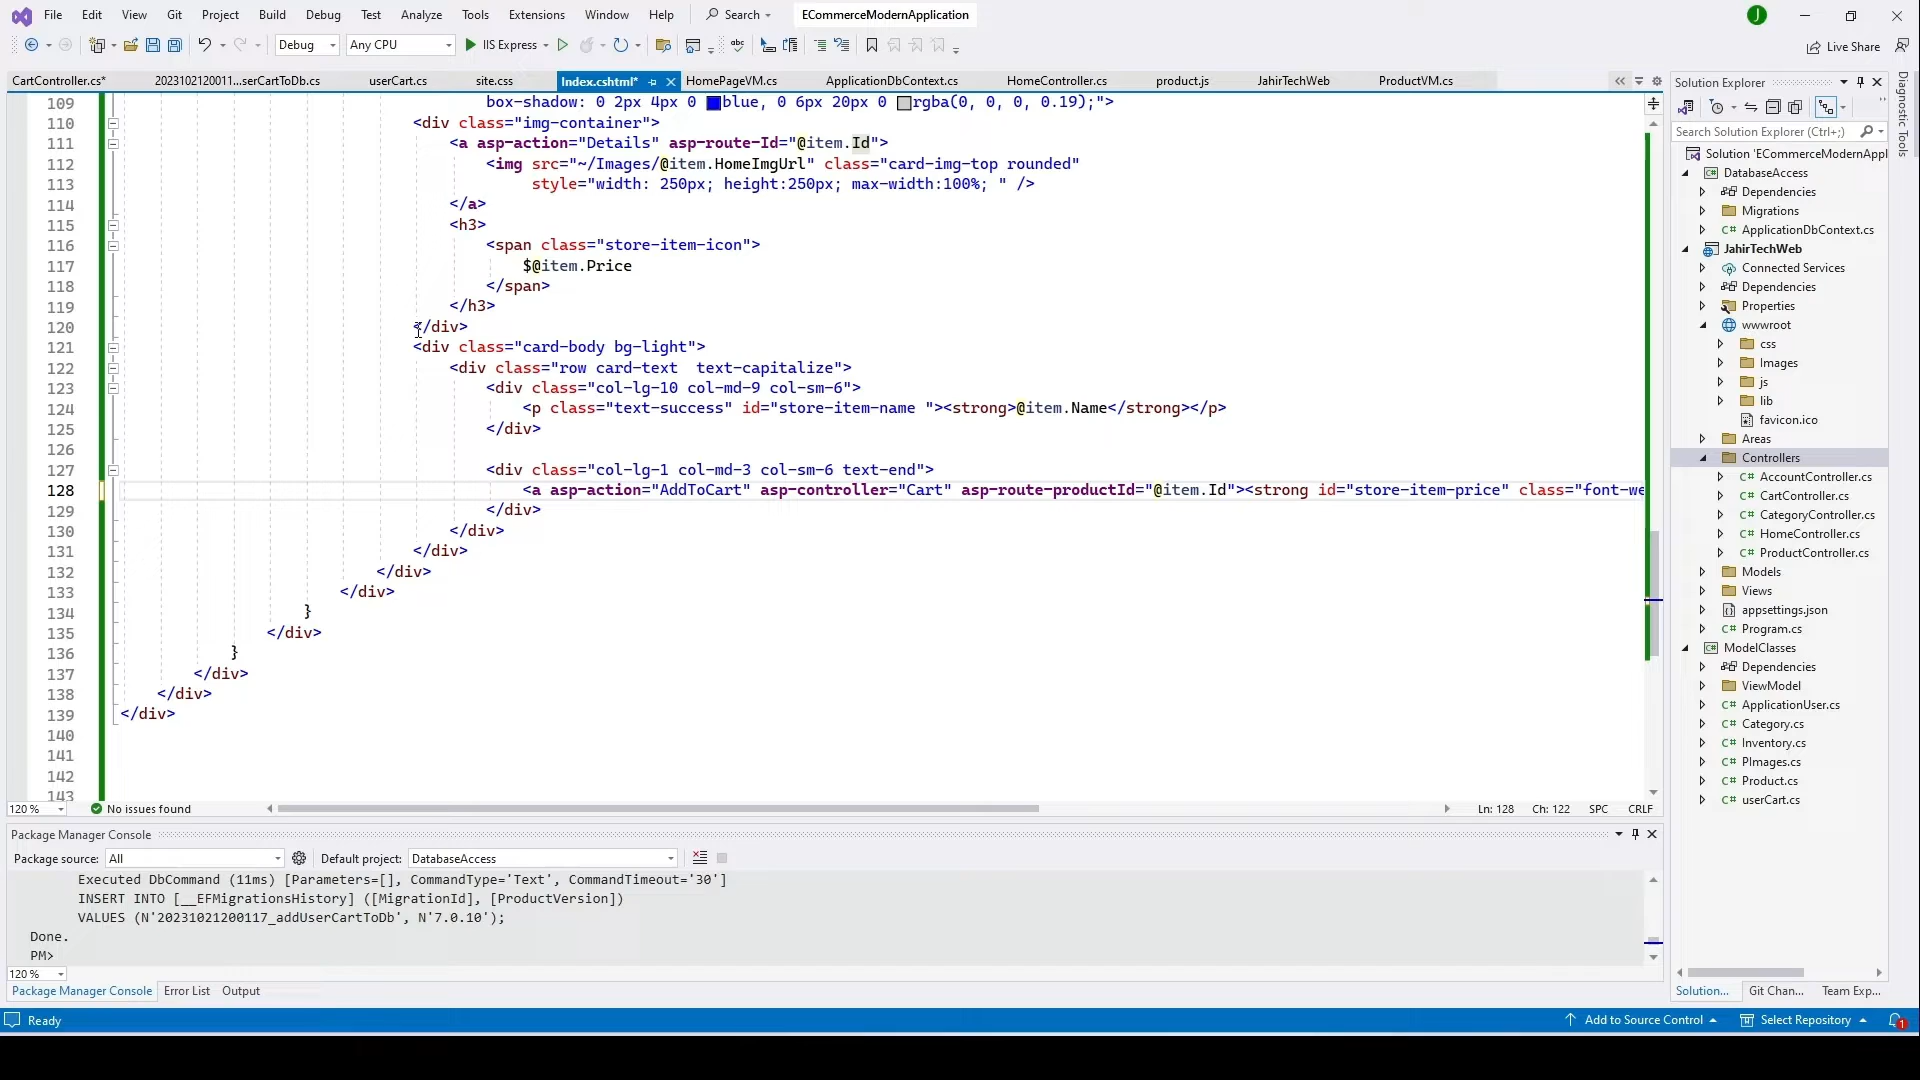 File Edit View Git Project Build Debug Test Analyze Tools Extensions Window Help Search ECommerceModernApplication J
Debug Any CPU IIS Express Live Share
CartController.cs* 2023102120011...serCartToDb.cs userCart.cs site.css Index.cshtml* HomePageVM.cs ApplicationDbContext.cs HomeController.cs product.js JahirTechWeb ProductVM.cs
109 box-shadow: 0 2px 4px 0 blue, 0 6px 20px 0 rgba(0, 0, 0, 0.19);">
110 <div class="img-container">
111 <a asp-action="Details" asp-route-Id="@item.Id">
112 <img src="~/Images/@item.HomeImgUrl" class="card-img-top rounded"
113 style="width: 250px; height:250px; max-width:100%; " />
114 </a>
115 <h3>
116 <span class="store-item-icon">
117 $@item.Price
118 </span>
119 </h3>
120 </div>
121 <div class="card-body bg-light">
122 <div class="row card-text  text-capitalize">
123 <div class="col-lg-10 col-md-9 col-sm-6">
124 <p class="text-success" id="store-item-name "><strong>@item.Name</strong></p>
125 </div>
126
127 <div class="col-lg-1 col-md-3 col-sm-6 text-end">
128 <a asp-action="AddToCart" asp-controller="Cart" asp-route-productId="@item.Id"><strong id="store-item-price" class="font-we
129 </div>
130 </div>
131 </div>
132 </div>
133 </div>
134 }
135 </div>
136 }
137 </div>
138 </div>
139 </div>
140
141
142
143
120 % No issues found Ln: 128 Ch: 122 SPC CRLF
Package Manager Console
Package source: All Default project: DatabaseAccess
Executed DbCommand (11ms) [Parameters=[], CommandType='Text', CommandTimeout='30']
INSERT INTO [__EFMigrationsHistory] ([MigrationId], [ProductVersion])
VALUES (N'20231021200117_addUserCartToDb', N'7.0.10');
Done.
PM>
120 %
Package Manager Console Error List Output
Ready Add to Source Control Select Repository 1
Solution Explorer
Search Solution Explorer (Ctrl+;)
Solution 'ECommerceModernAppl
DatabaseAccess
Dependencies
Migrations
C# ApplicationDbContext.cs
JahirTechWeb
Connected Services
Dependencies
Properties
wwwroot
css
Images
js
lib
favicon.ico
Areas
Controllers
C# AccountController.cs
C# CartController.cs
C# CategoryController.cs
C# HomeController.cs
C# ProductController.cs
Models
Views
appsettings.json
C# Program.cs
ModelClasses
Dependencies
ViewModel
C# ApplicationUser.cs
C# Category.cs
C# Inventory.cs
C# PImages.cs
C# Product.cs
C# userCart.cs
Solution... Git Chan... Team Exp...
Diagnostic Tools